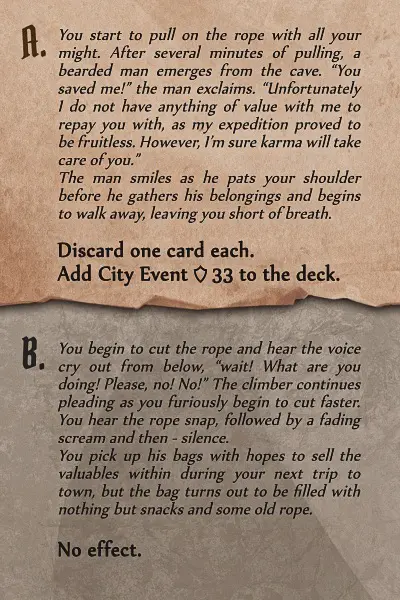 A. You start to pull on the rope with all your
might. After several minutes of pulling, a
bearded man emerges from the cave. “You
saved me!” the man exclaims. “Unfortunately
I do not have anything of value with me to
repay you with, as my expedition proved to
be fruitless. However, I’m sure karma will take
care of you.”
The man smiles as he pats your shoulder
before he gathers his belongings and begins
to walk away, leaving you short of breath.
Discard one card each.
Add City Event 33 to the deck.
B. You begin to cut the rope and hear the voice
cry out from below, “wait! What are you
doing! Please, no! No!” The climber continues
pleading as you furiously begin to cut faster.
You hear the rope snap, followed by a fading
scream and then - silence.
You pick up his bags with hopes to sell the
valuables within during your next trip to
town, but the bag turns out to be filled with
nothing but snacks and some old rope.
No effect.